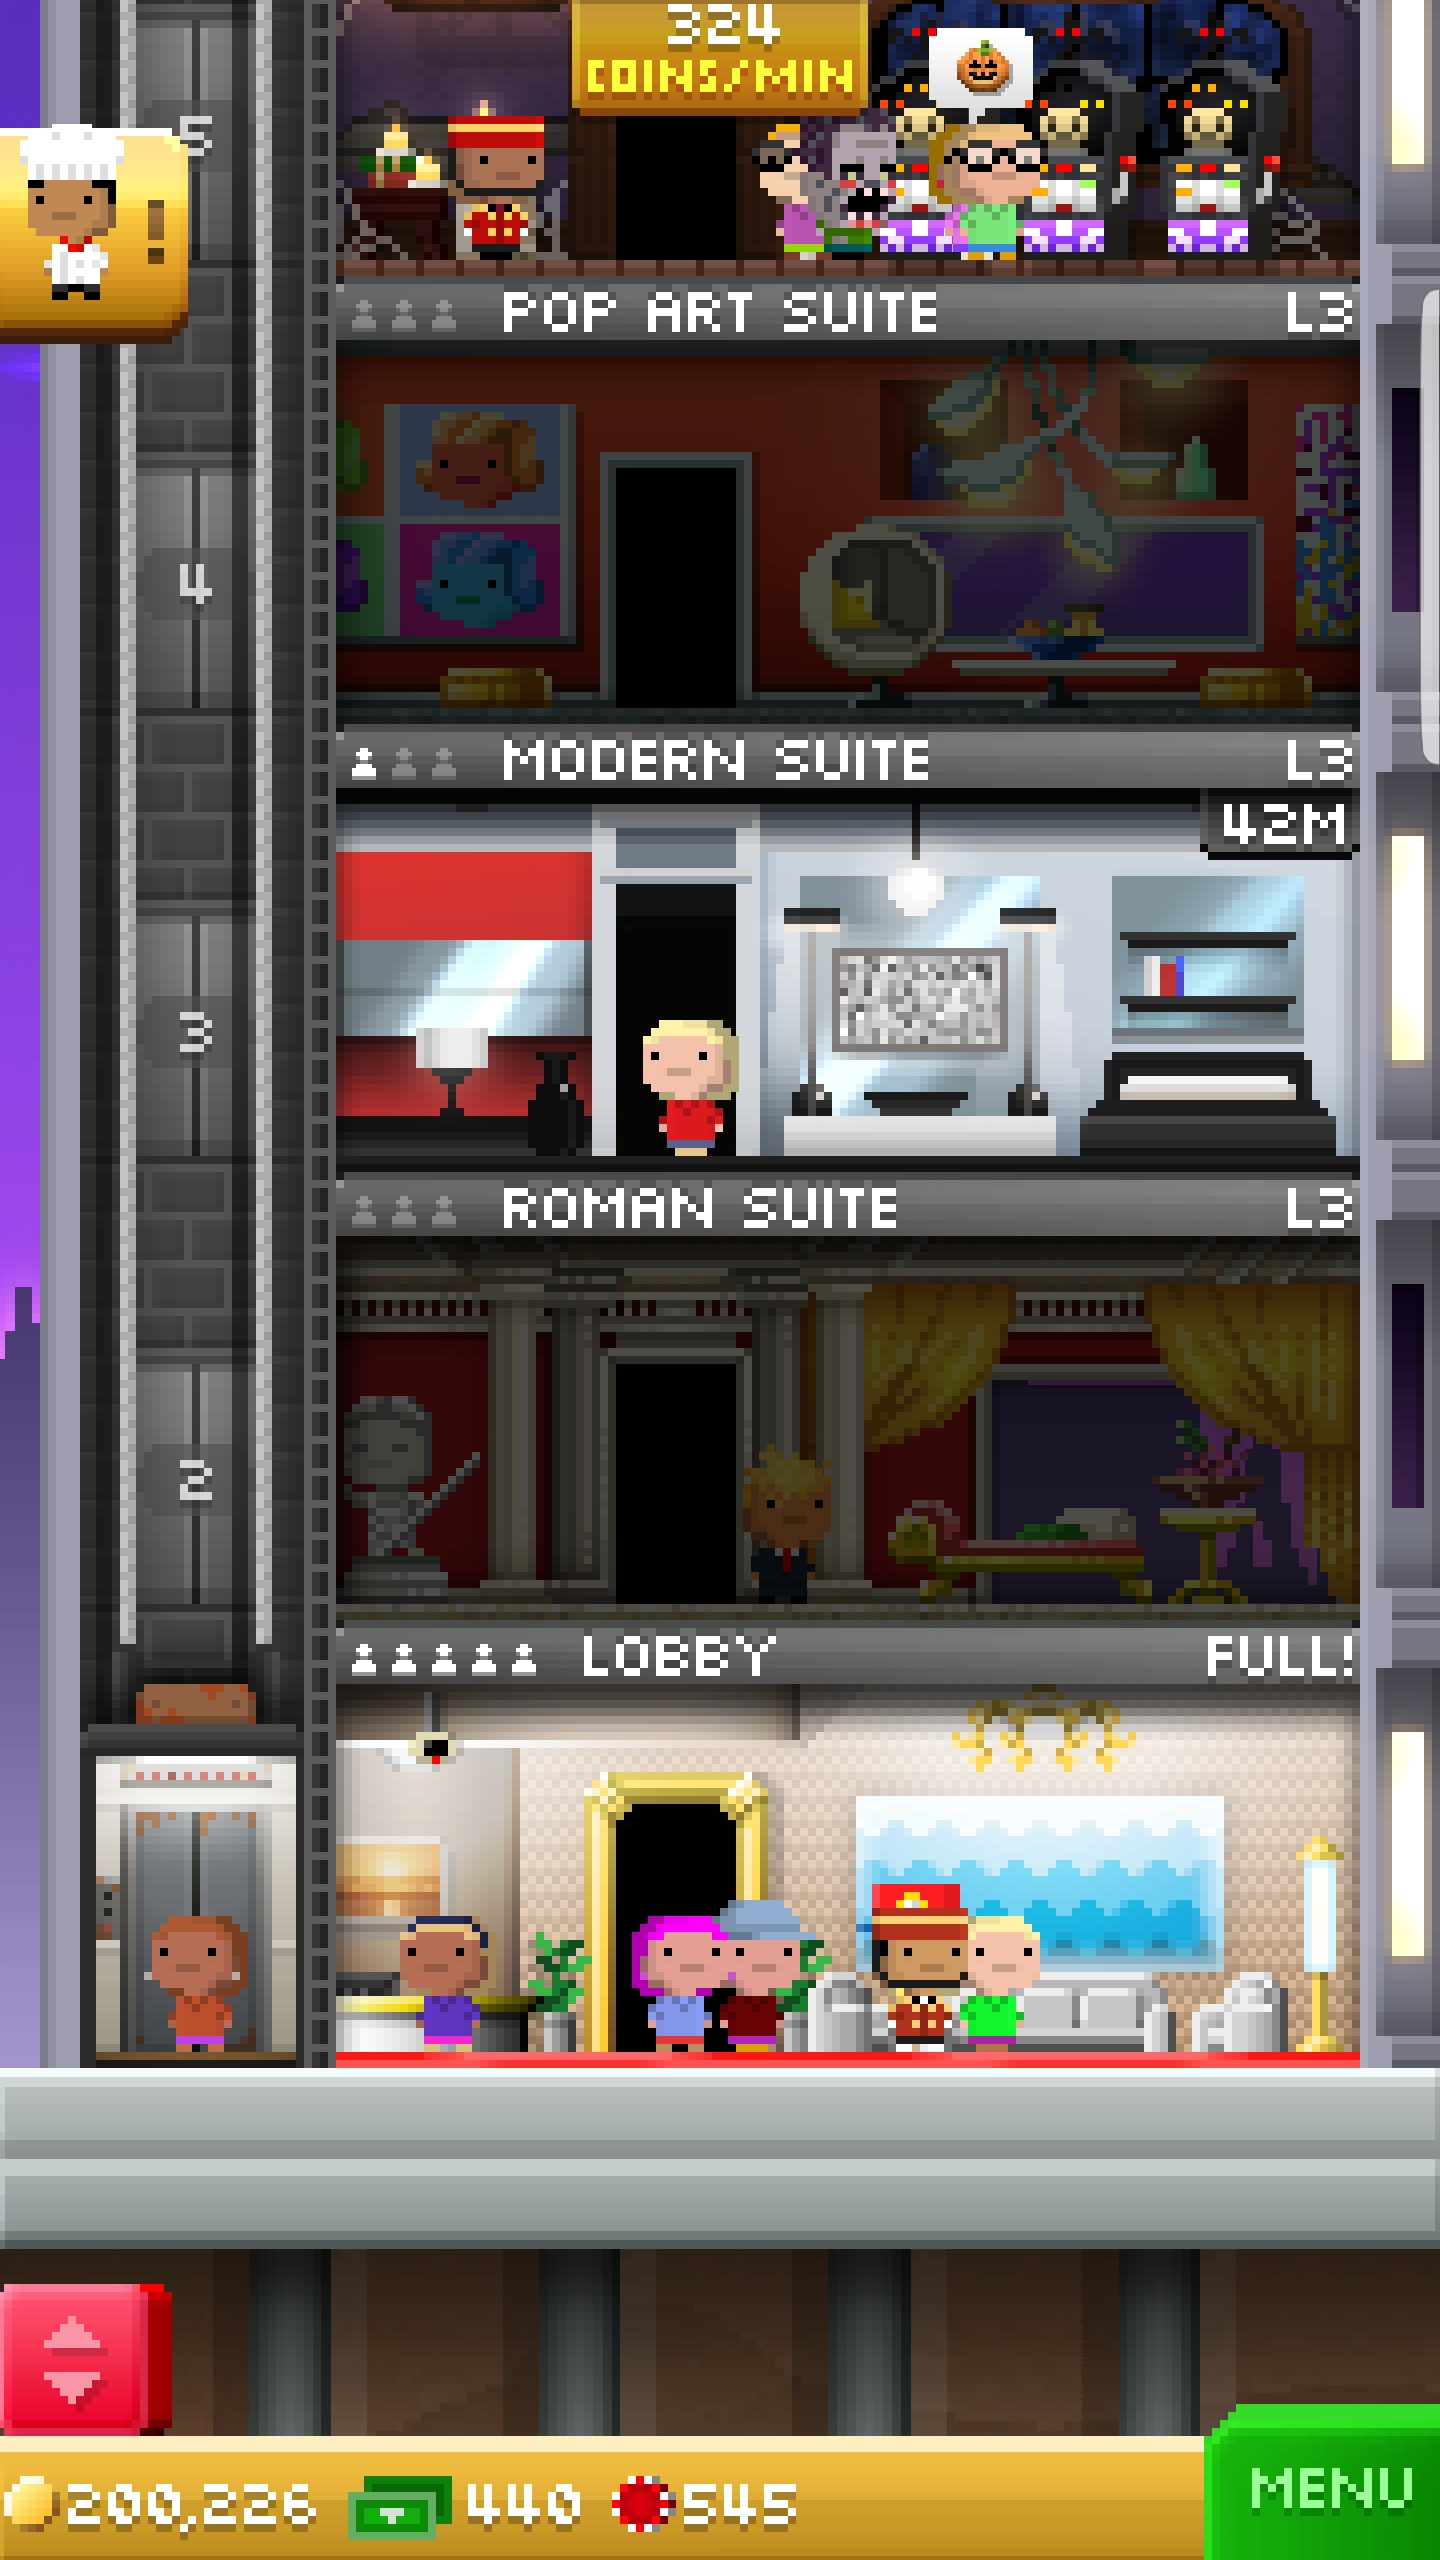 324
COINS/MIN
5
!
POP ART SUITE L3
4
MODERN SUITE L3
42M
3
ROMAN SUITE L3
2
LOBBY FULL!
200,226 440 545
MENU